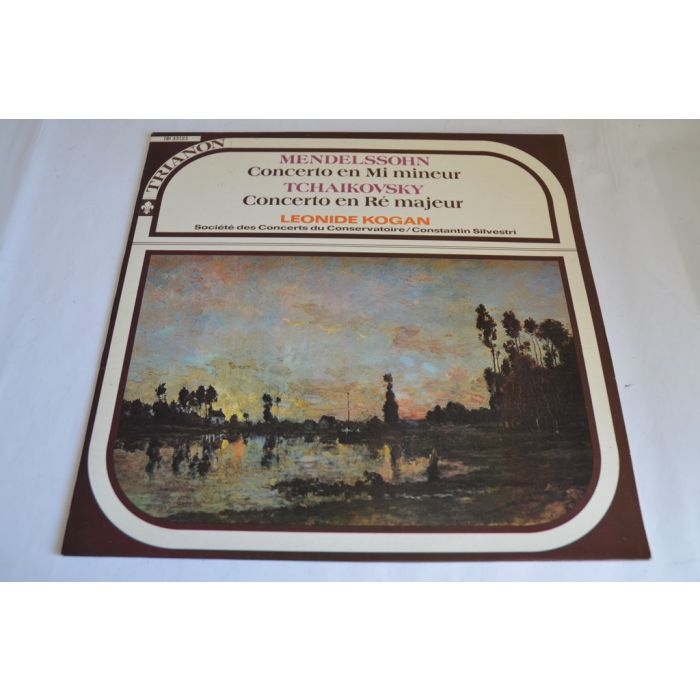 TRIANON
MENDELSSOHN
Concerto en Mi mineur
TCHAIKOVSKY
Concerto en Ré majeur
LEONIDE KOGAN
Société des Concerts du Conservatoire/Constantin Silvestri